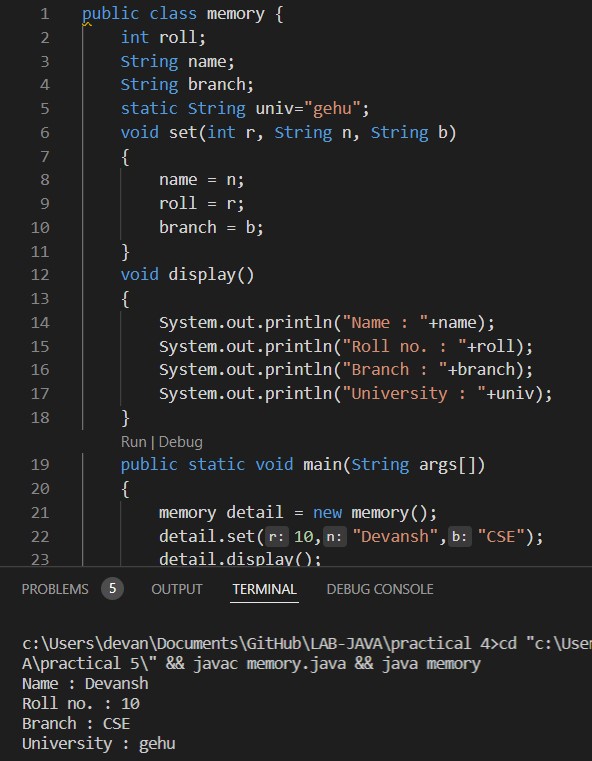 1 public class memory {
2 int roll;
3 String name;
4 String branch;
5 static String univ="gehu";
6 void set(int r, String n, String b)
7 {
8 name = n;
9 roll = r;
10 branch = b;
11 }
12 void display()
13 {
14 System.out.println("Name : "+name);
15 System.out.println("Roll no. : "+roll);
16 System.out.println("Branch : "+branch);
17 System.out.println("University : "+univ);
18 }
Run | Debug
19 public static void main(String args[])
20 {
21 memory detail = new memory();
22 detail.set(r: 10,n: "Devansh",b: "CSE");
23 detail.display();
PROBLEMS 5 OUTPUT TERMINAL DEBUG CONSOLE
c:\Users\devan\Documents\GitHub\LAB-JAVA\practical 4>cd "c:\User
A\practical 5\" && javac memory.java && java memory
Name : Devansh
Roll no. : 10
Branch : CSE
University : gehu